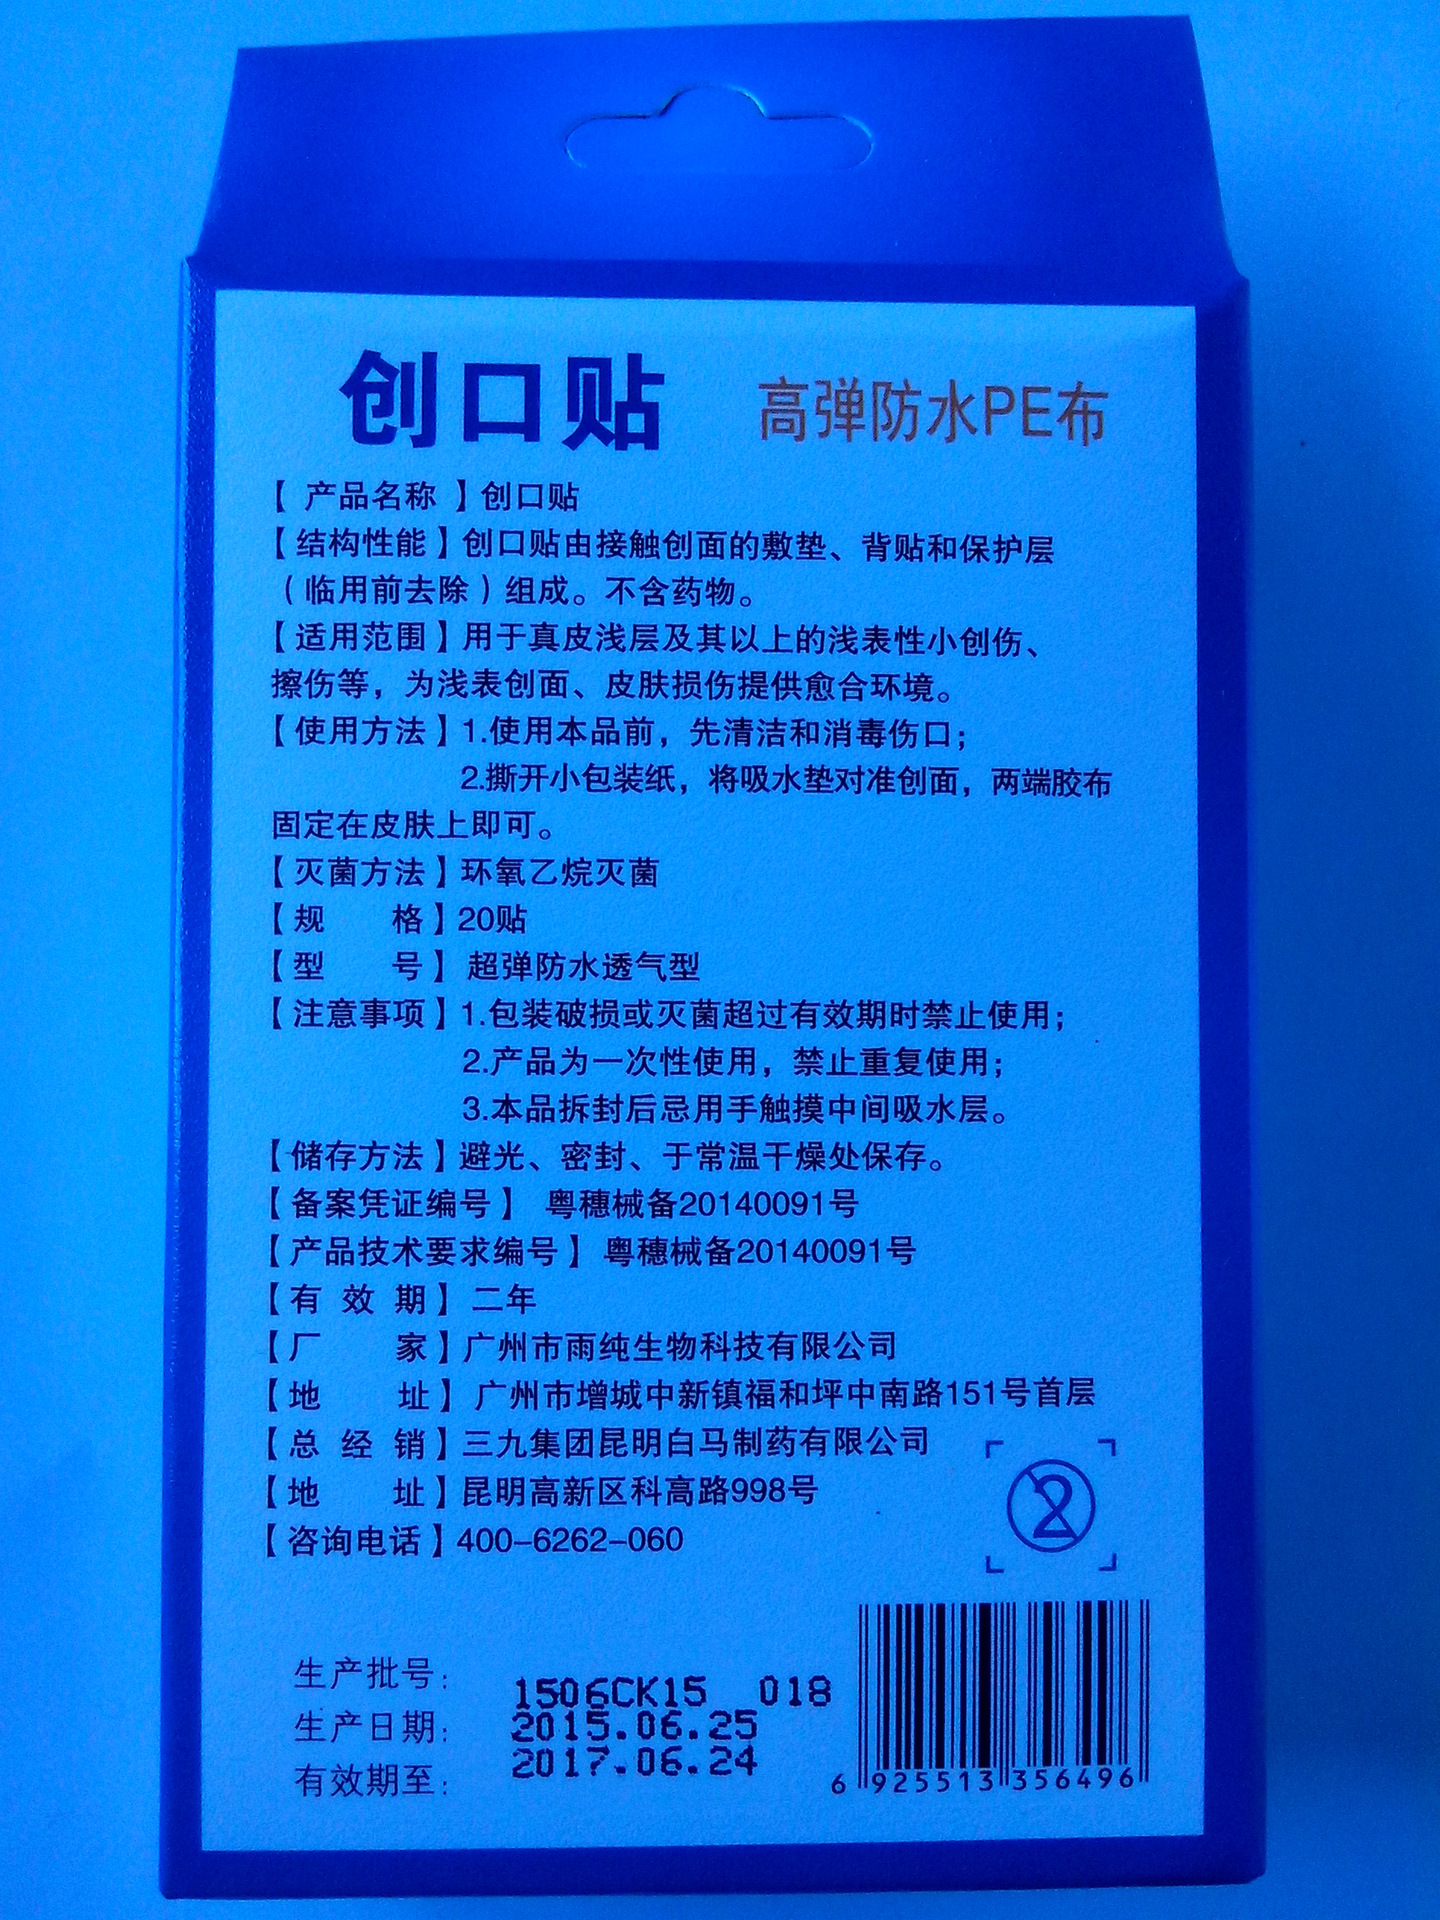 创口贴 高弹防水PE布
【产品名称】创口贴
【结构性能】创口贴由接触创面的敷垫、背贴和保护层
（临用前去除）组成。不含药物。
【适用范围】用于真皮浅层及其以上的浅表性小创伤、
擦伤等，为浅表创面、皮肤损伤提供愈合环境。
【使用方法】1.使用本品前，先清洁和消毒伤口；
2.撕开小包装纸，将吸水垫对准创面，两端胶布
固定在皮肤上即可。
【灭菌方法】环氧乙烷灭菌
【规 格】20贴
【型 号】超弹防水透气型
【注意事项】1.包装破损或灭菌超过有效期时禁止使用；
2.产品为一次性使用，禁止重复使用；
3.本品拆封后忌用手触摸中间吸水层。
【储存方法】避光、密封、于常温干燥处保存。
【备案凭证编号】 粤穗械备20140091号
【产品技术要求编号】粤穗械备20140091号
【有 效 期】二年
【厂 家】广州市雨纯生物科技有限公司
【地 址】广州市增城中新镇福和坪中南路151号首层
【总 经 销】三九集团昆明白马制药有限公司
【地 址】昆明高新区科高路998号
【咨询电话】400-6262-060
2
生产批号： 1506CK15 018
生产日期： 2015.06.25
有效期至： 2017.06.24
6 925513 356496